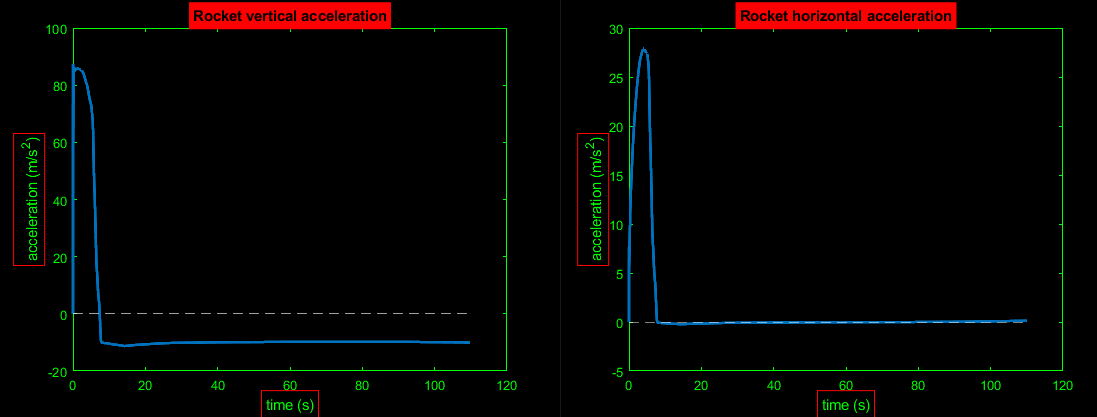 Rocket vertical acceleration
100
80
60
40
20
0
-20
acceleration (m/s²)
0 20 40 60 80 100 120
time (s)
Rocket horizontal acceleration
30
25
20
15
10
5
0
-5
acceleration (m/s²)
0 20 40 60 80 100 120
time (s)